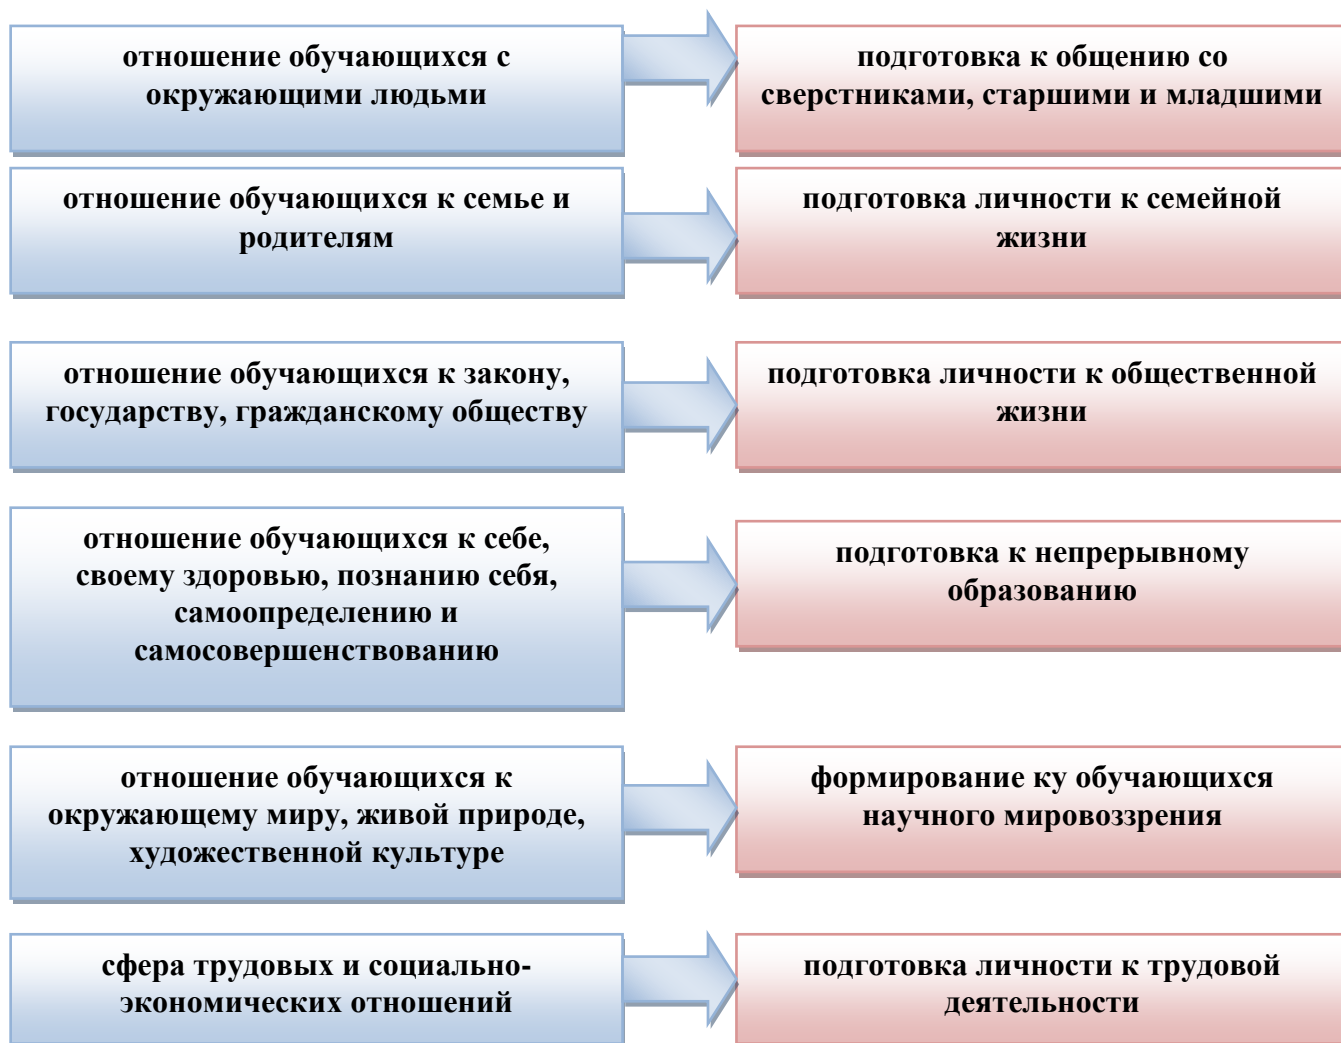 отношение обучающихся с
окружающими людьми
подготовка к общению со
сверстниками, старшими и младшими
отношение обучающихся к семье и
родителям
подготовка личности к семейной
жизни
отношение обучающихся к закону,
государству, гражданскому обществу
подготовка личности к общественной
жизни
отношение обучающихся к себе,
своему здоровью, познанию себя,
самоопределению и
самосовершенствованию
подготовка к непрерывному
образованию
отношение обучающихся к
окружающему миру, живой природе,
художественной культуре
формирование ку обучающихся
научного мировоззрения
сфера трудовых и социально-
экономических отношений
подготовка личности к трудовой
деятельности